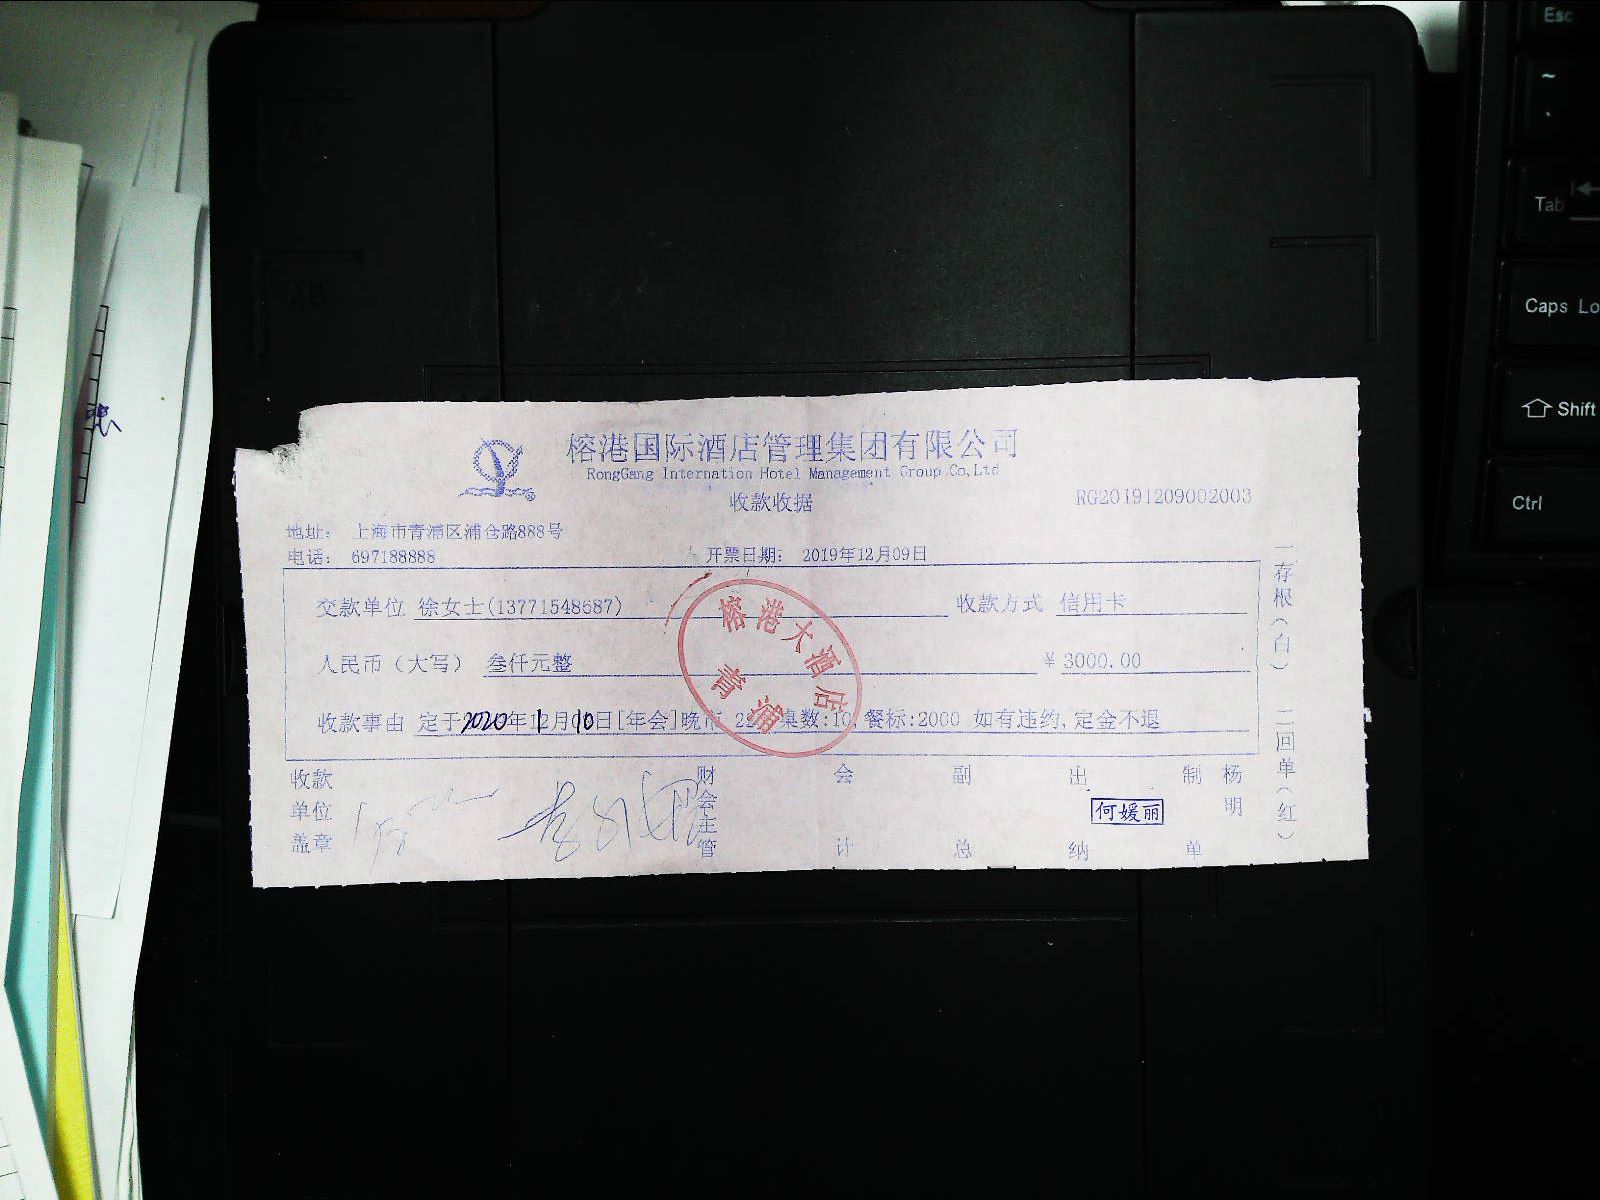 榕港国际酒店管理集团有限公司
RongGang Internation Hotel Management Group Co,Ltd
收款收据
RG20191209002003
地址: 上海市青浦区浦仓路888号
电话: 697188888
开票日期: 2019年12月09日
交款单位 徐女士(13771548687) 收款方式 信用卡
人民币(大写) 叁仟元整 ¥ 3000.00
收款事由 定于2020年1月10日[年会]晚市 桌数:10, 餐标:2000 如有违约,定金不退
收款单位盖章
财会主管
会计
副总
出纳 何媛丽
制单 杨明
一存根(白)
二回单(红)
榕港大酒店
青浦
Esc
~
Tab
Caps Lo
Shift
Ctrl